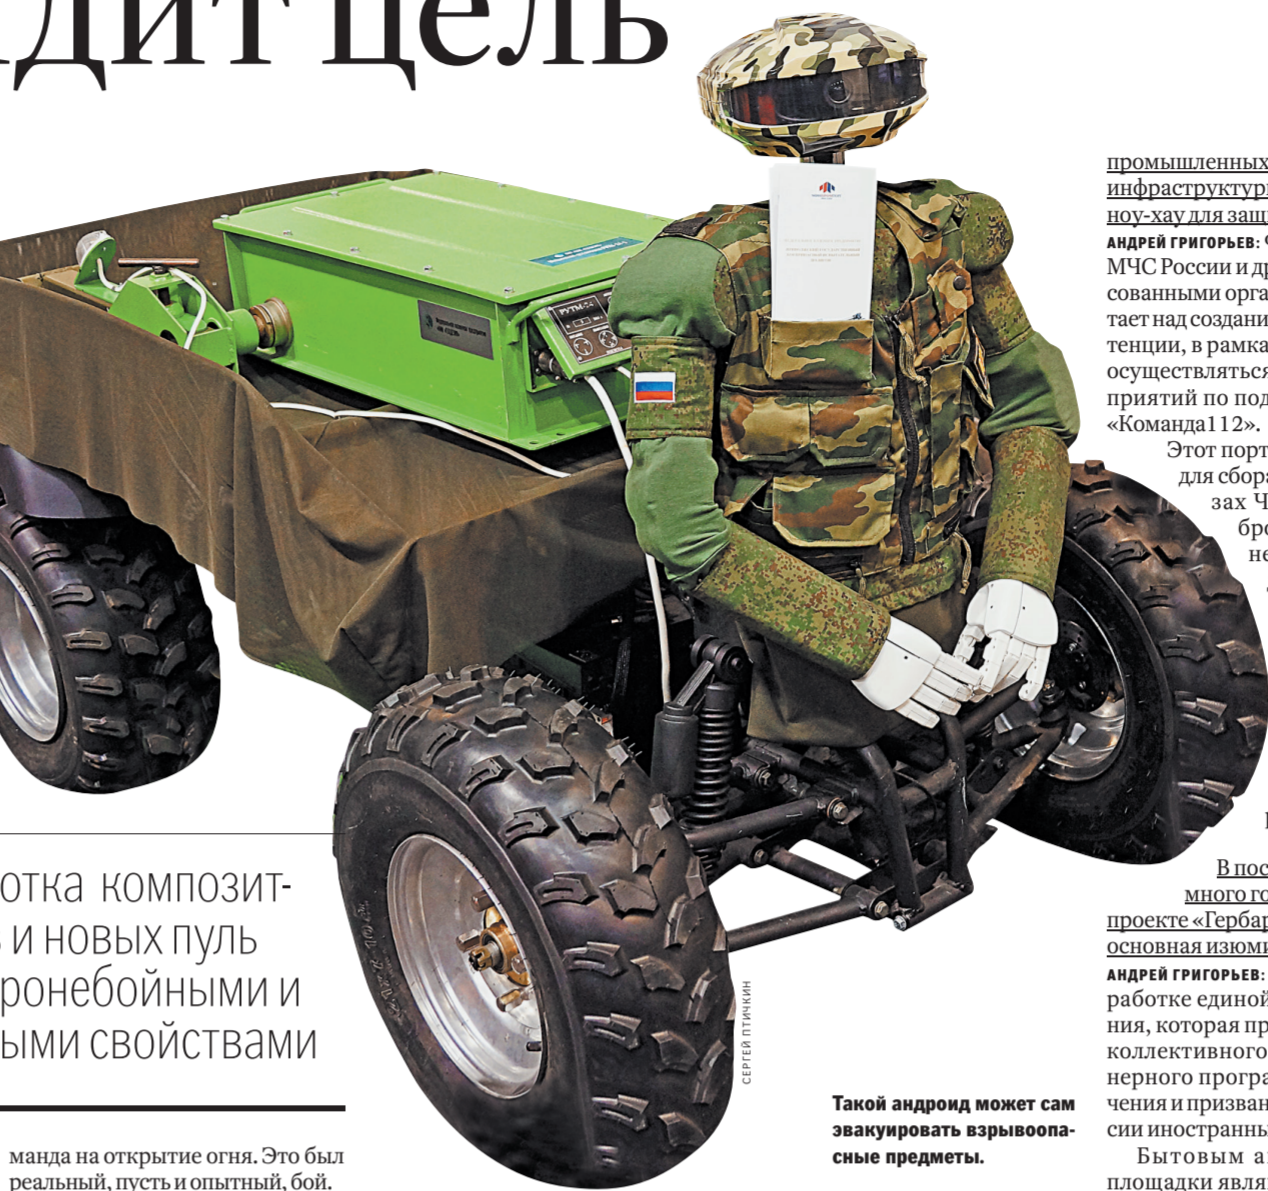 дит цель
РУТМ-14
отка композит-
и новых пуль
ронебойными и
ыми свойствами
манда на открытие огня. Это был
реальный, пусть и опытный, бой.
СЕРГЕЙ ПТИЧКИН
Такой андроид может сам
эвакуировать взрывоопа-
сные предметы.
промышленных
инфраструктур
ноу-хау для защ
АНДРЕЙ ГРИГОРЬЕВ:
МЧС России и др
сованными орга
тает над создани
тенции, в рамка
осуществляться
приятий по под
«Команда112».
Этот порт
для сбора
зах Ч
бро
не
В пос
много го
проекте «Гербар
основная изюми
АНДРЕЙ ГРИГОРЬЕВ:
работке единой
ния, которая пр
коллективного
нерного програ
чения и призван
сии иностранны
Бытовым а
площадки явля